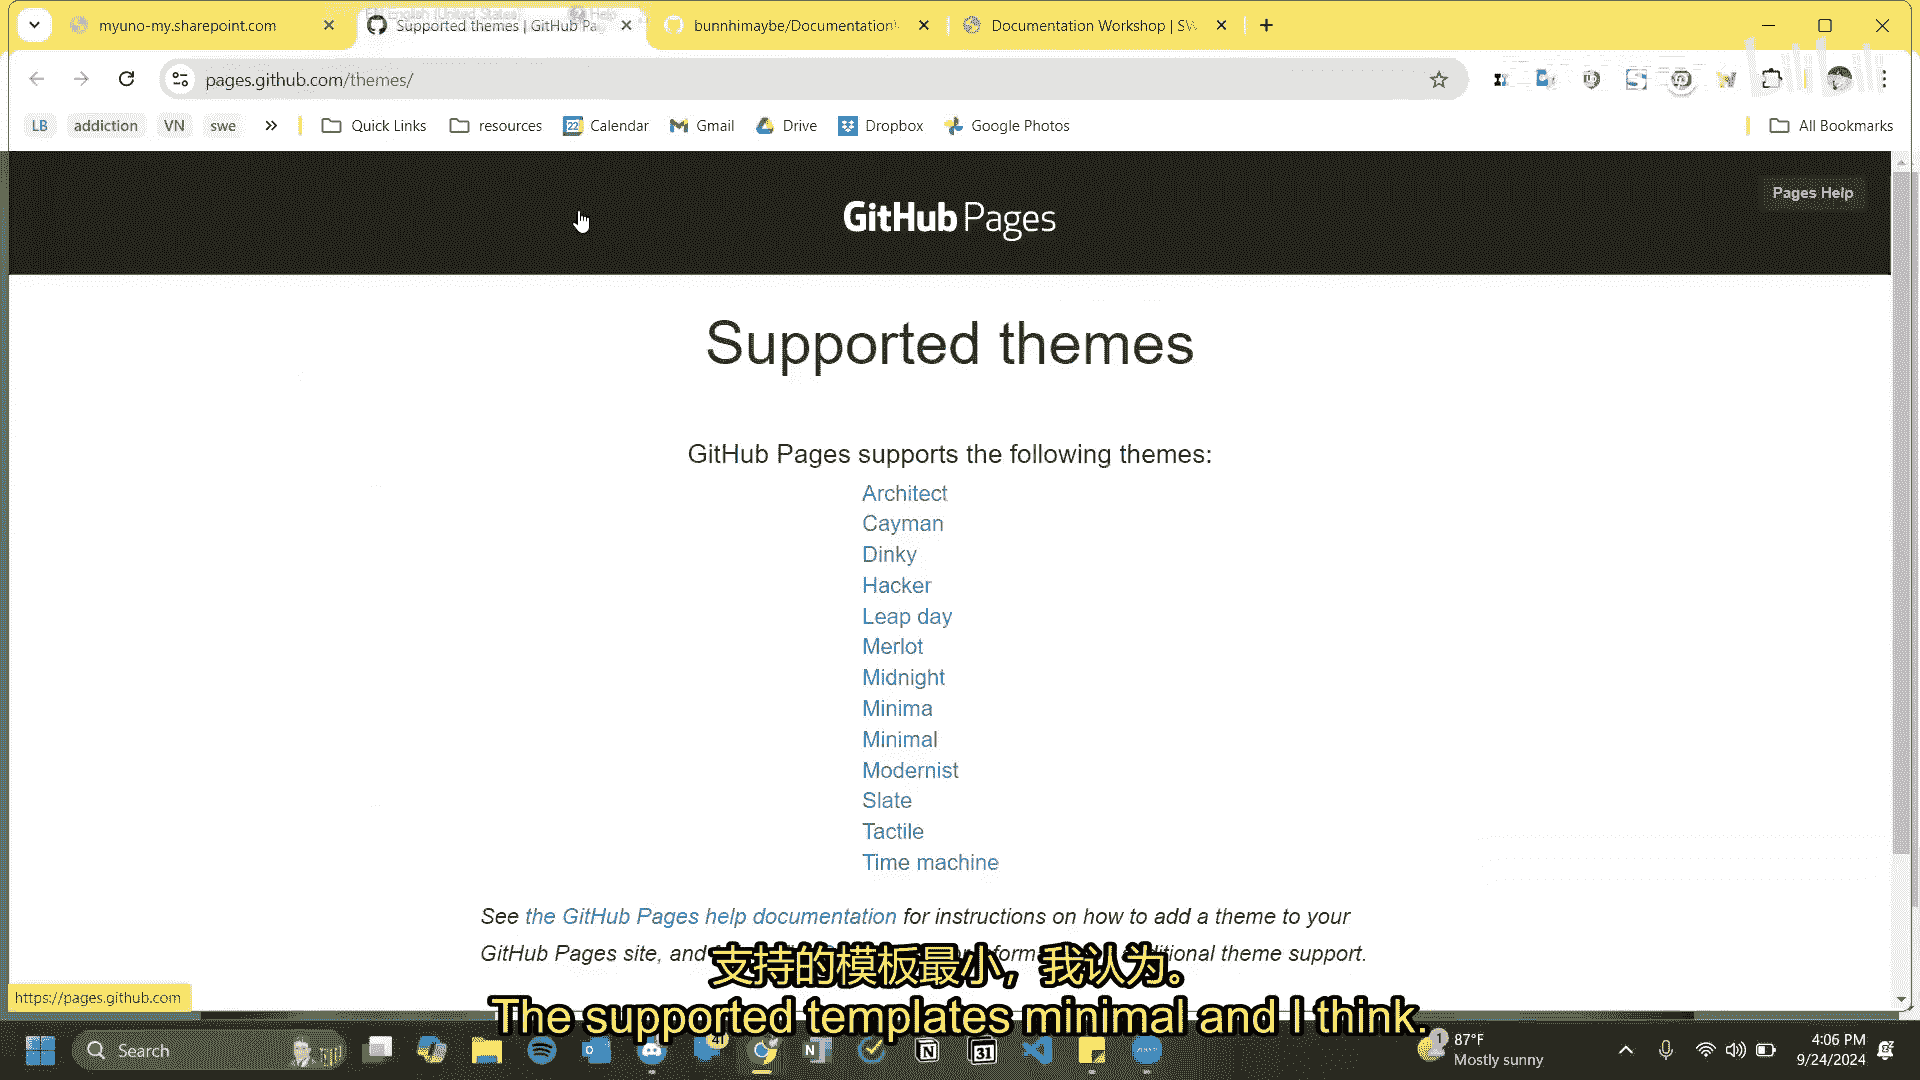 myuno-my.sharepoint.com
Supported themes | GitHub Pa
bunnhimaybe/Documentation
Documentation Workshop | SV
pages.github.com/themes/
LB addiction VN swe Quick Links resources Calendar Gmail Drive Dropbox Google Photos All Bookmarks
Pages Help
GitHub Pages
Supported themes
GitHub Pages supports the following themes:
Architect
Cayman
Dinky
Hacker
Leap day
Merlot
Midnight
Minima
Minimal
Modernist
Slate
Tactile
Time machine
See the GitHub Pages help documentation for instructions on how to add a theme to your
GitHub Pages site, and theme support.
支持的模板最小，我认为。
https://pages.github.com
The supported templates minimal and I think.
Search
87°F
Mostly sunny
4:06 PM
9/24/2024